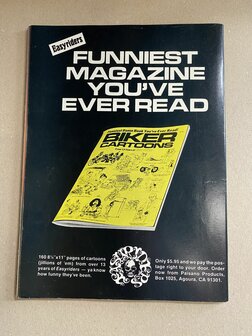 Easyriders
FUNNIEST
MAGAZINE
YOU'VE
EVER READ
BIKER
CARTOONS
160 8½"x11" pages of cartoons
(jillions of 'em) from over 13
years of Easyriders — ya know
how funny they've been.
Only $5.95 and we pay the pos-
tage right to your door. Order
now from Paisano Products,
Box 1025, Agoura, CA 91301.